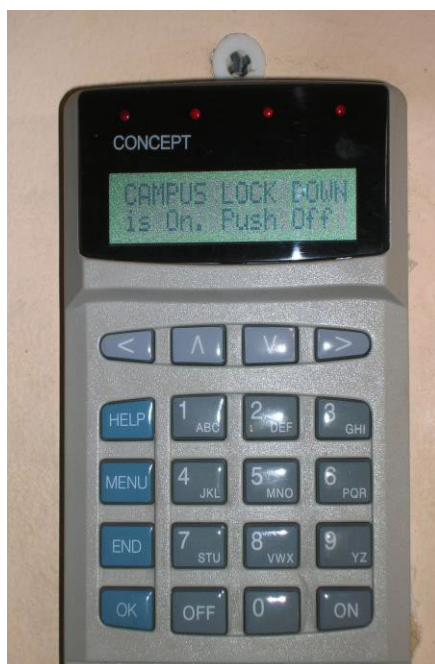 CONCEPT
CAMPUS LOCK DOWN
is On. Push Off
< Λ V >
HELP 1 ABC 2 DEF 3 GHI
MENU 4 JKL 5 MNO 6 PQR
END 7 STU 8 VWX 9 YZ
OK OFF 0 ON